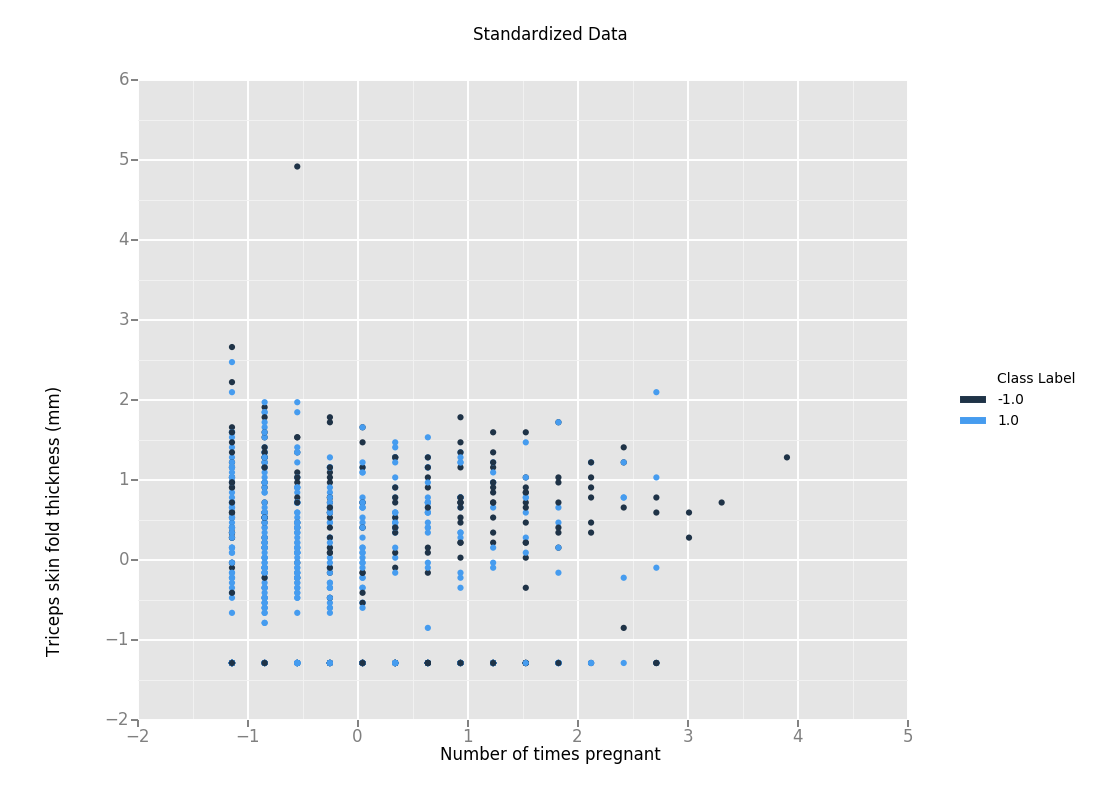 Standardized Data
6
5
4
3
2
1
0
−1
−2
Triceps skin fold thickness (mm)
−2 −1 0 1 2 3 4 5
Number of times pregnant
Class Label
-1.0
1.0